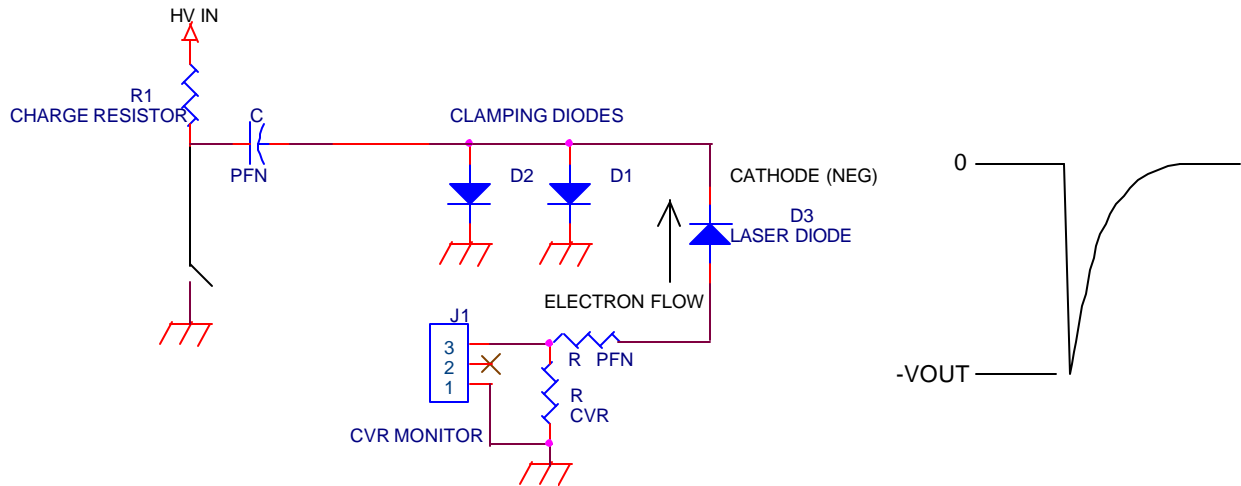 HV IN
R1
CHARGE RESISTOR
C
PFN
CLAMPING DIODES
D2
D1
CATHODE (NEG)
D3
LASER DIODE
ELECTRON FLOW
J1
3
2
1
R PFN
R
CVR
CVR MONITOR
0
-VOUT